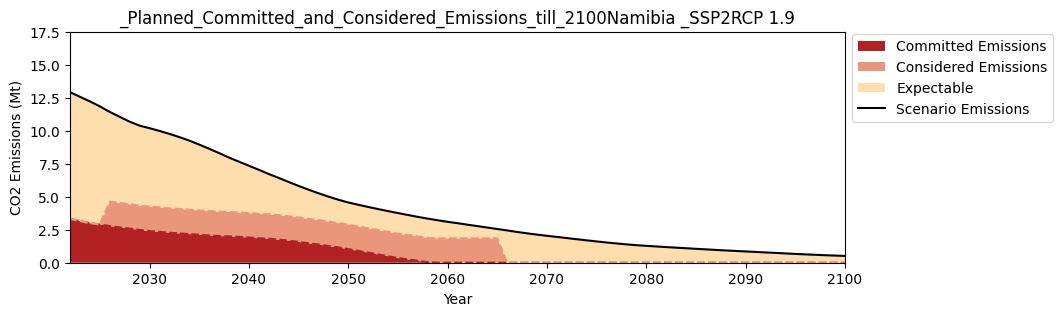 _Planned_Committed_and_Considered_Emissions_till_2100Namibia _SSP2RCP 1.9
17.5
15.0
12.5
10.0
7.5
5.0
2.5
0.0
CO2 Emissions (Mt)
2030
2040
2050
2060
2070
2080
2090
2100
Year
Committed Emissions
Considered Emissions
Expectable
Scenario Emissions